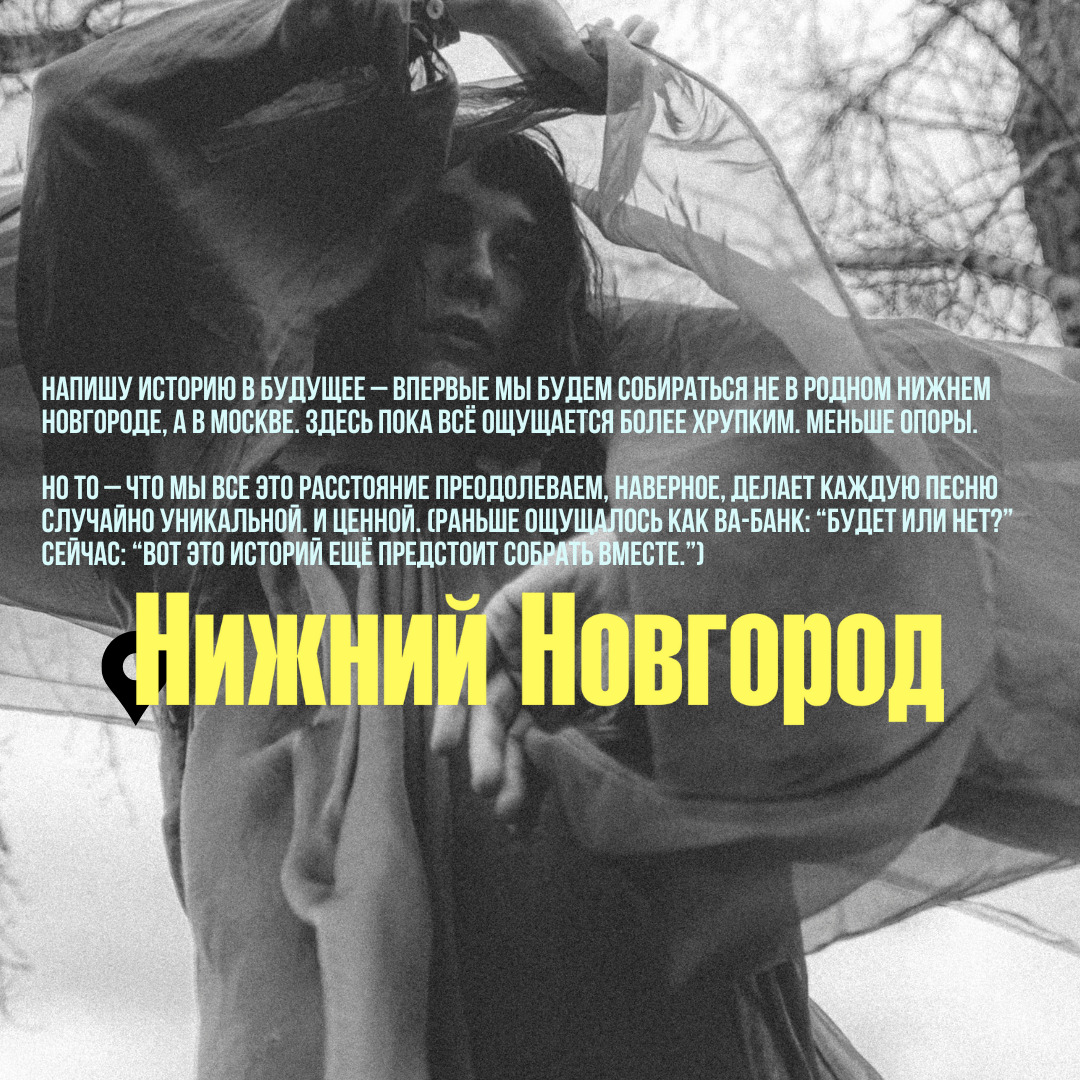 НАПИШУ ИСТОРИЮ В БУДУЩЕЕ – ВПЕРВЫЕ МЫ БУДЕМ СОБИРАТЬСЯ НЕ В РОДНОМ НИЖНЕМ
НОВГОРОДЕ, А В МОСКВЕ. ЗДЕСЬ ПОКА ВСЁ ОЩУЩАЕТСЯ БОЛЕЕ ХРУПКИМ. МЕНЬШЕ ОПОРЫ.
НО ТО – ЧТО МЫ ВСЕ ЭТО РАССТОЯНИЕ ПРЕОДОЛЕВАЕМ, НАВЕРНОЕ, ДЕЛАЕТ КАЖДУЮ ПЕСНЮ
СЛУЧАЙНО УНИКАЛЬНОЙ. И ЦЕННОЙ. (РАНЬШЕ ОЩУЩАЛОСЬ КАК ВА-БАНК: “БУДЕТ ИЛИ НЕТ?”
СЕЙЧАС: “ВОТ ЭТО ИСТОРИЙ ЕЩЁ ПРЕДСТОИТ СОБРАТЬ ВМЕСТЕ.”)
Нижний Новгород